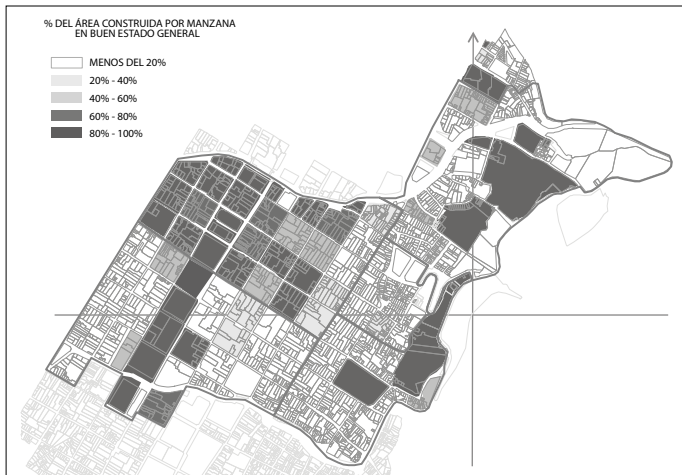 % DEL ÁREA CONSTRUIDA POR MANZANA
EN BUEN ESTADO GENERAL
MENOS DEL 20%
20% - 40%
40% - 60%
60% - 80%
80% - 100%